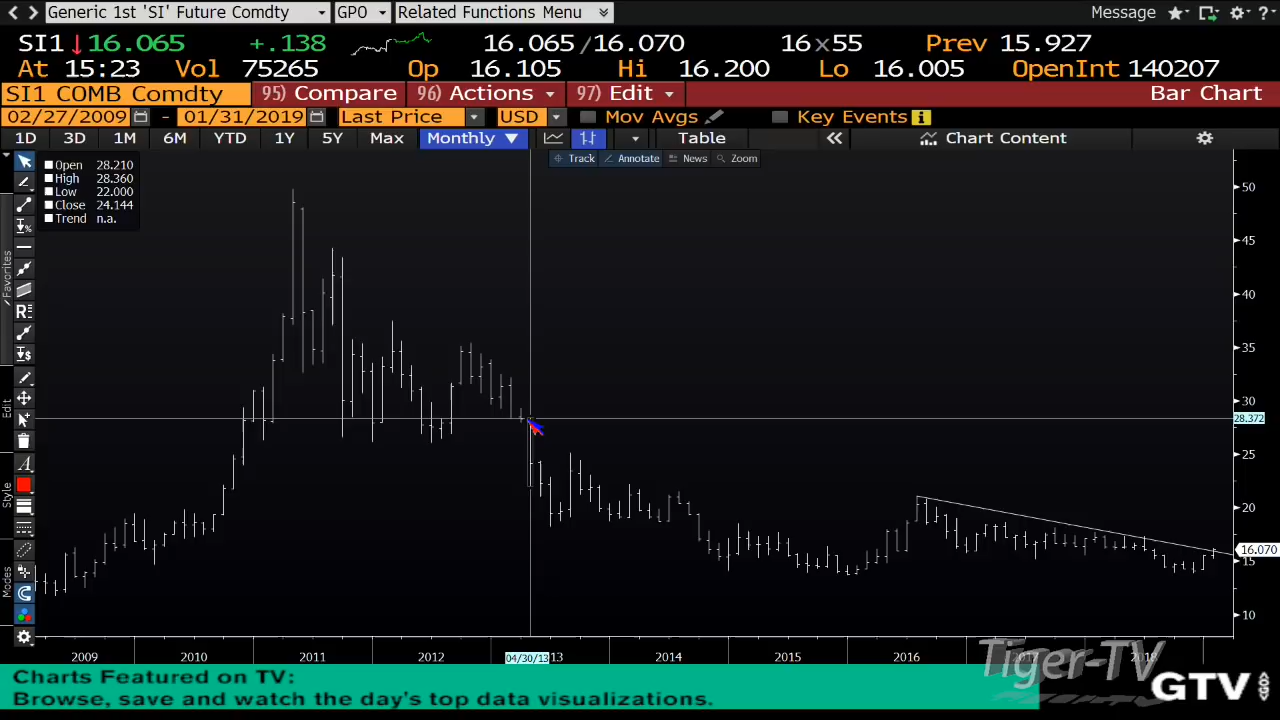 Generic 1st 'SI' Future Comdty GPO Related Functions Menu Message ?
SI1 16.065 +.138 16.065/16.070 16x55 Prev 15.927
At 15:23 Vol 75265 Op 16.105 Hi 16.200 Lo 16.005 OpenInt 140207
SI1 COMB Comdty 95) Compare 96) Actions 97) Edit Bar Chart
02/27/2009 - 01/31/2019 Last Price USD Mov Avgs Key Events i
1D 3D 1M 6M YTD 1Y 5Y Max Monthly ▼ Table « Chart Content
Track Annotate News Zoom
Open 28.210
High 28.360
Low 22.000
Close 24.144
Trend n.a.
Favorites
Edit
Style
Modes
50
45
40
35
30
28.372
25
20
16.070
15
10
2009 2010 2011 2012 04/30/13 13 2014 2015 2016 2017 2018
Tiger-TV
GTV
Charts Featured on TV:
Browse, save and watch the day's top data visualizations.